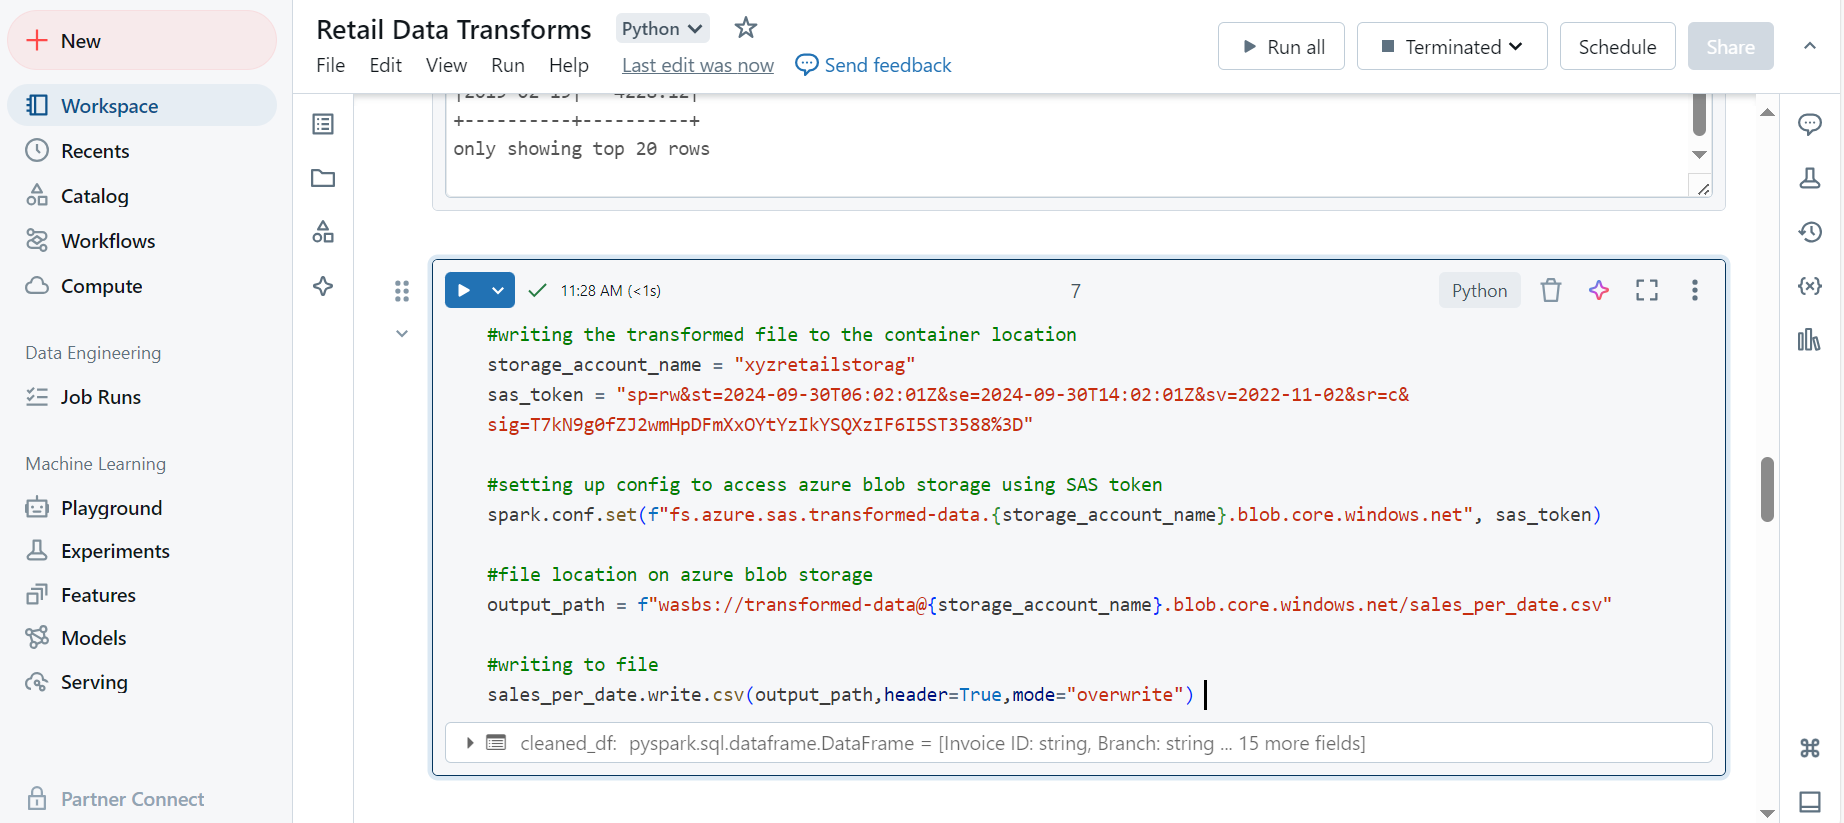 New
Workspace
Recents
Catalog
Workflows
Compute
Data Engineering
Job Runs
Machine Learning
Playground
Experiments
Features
Models
Serving
Partner Connect
Retail Data Transforms
Python
File Edit View Run Help Last edit was now Send feedback
Run all
Terminated
Schedule
Share
+----------+----------+
only showing top 20 rows
11:28 AM (<1s)
7
Python
#writing the transformed file to the container location
storage_account_name = "xyzretailstorag"
sas_token = "sp=rw&st=2024-09-30T06:02:01Z&se=2024-09-30T14:02:01Z&sv=2022-11-02&sr=c&
sig=T7kN9g0fZJ2wmHpDFmXxOYtYzIkYSQXzIF6I5ST3588%3D"
#setting up config to access azure blob storage using SAS token
spark.conf.set(f"fs.azure.sas.transformed-data.{storage_account_name}.blob.core.windows.net", sas_token)
#file location on azure blob storage
output_path = f"wasbs://transformed-data@{storage_account_name}.blob.core.windows.net/sales_per_date.csv"
#writing to file
sales_per_date.write.csv(output_path,header=True,mode="overwrite")
cleaned_df: pyspark.sql.dataframe.DataFrame = [Invoice ID: string, Branch: string ... 15 more fields]